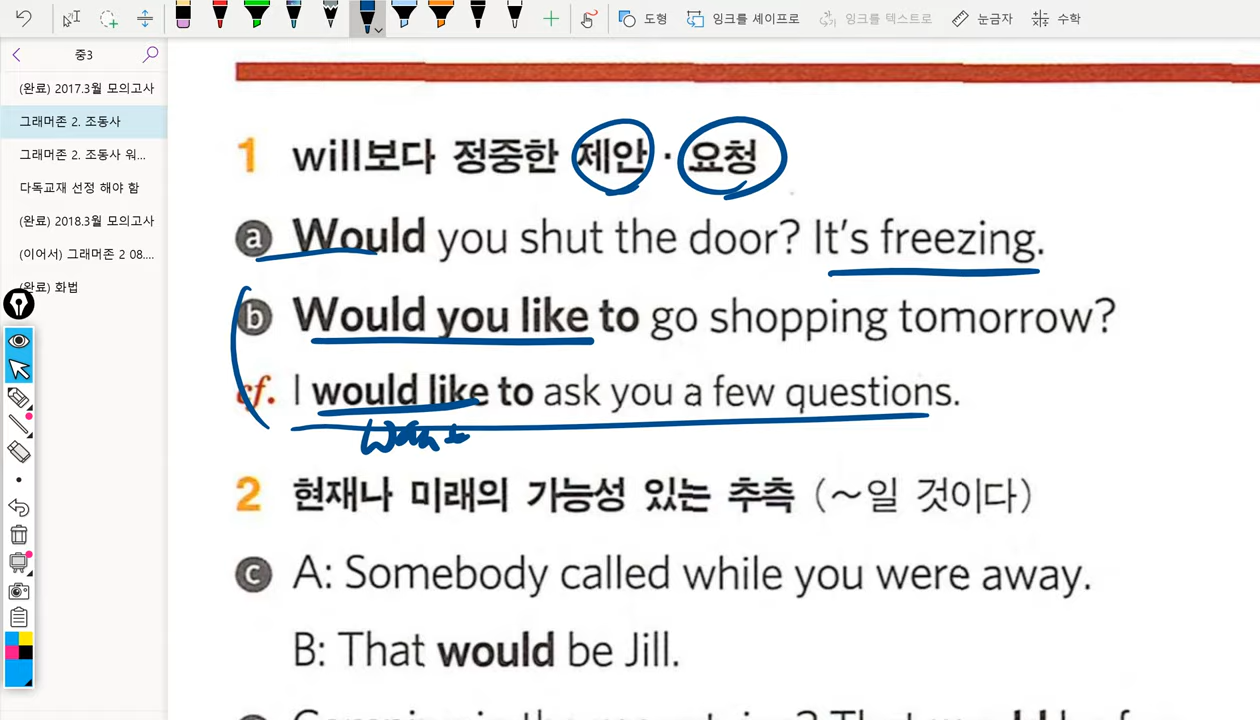 도형
잉크를 셰이프로
잉크를 텍스트로
눈금자
수학
중3
(완료) 2017.3월 모의고사
그래머존 2. 조동사
그래머존 2. 조동사 워...
다독교재 선정 해야 함
(완료) 2018.3월 모의고사
(이어서) 그래머존 2 08....
(완료) 화법
1 will보다 정중한 제안 · 요청
a Would you shut the door? It's freezing.
b Would you like to go shopping tomorrow?
cf. I would like to ask you a few questions.
want
2 현재나 미래의 가능성 있는 추측 (~일 것이다)
c A: Somebody called while you were away.
B: That would be Jill.